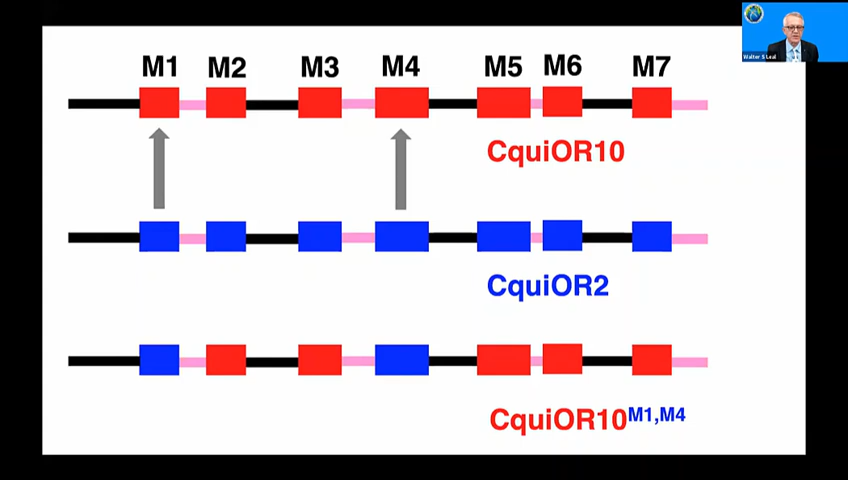 M1 M2 M3 M4 M5 M6 M7
CquiOR10
CquiOR2
CquiOR10M1,M4
Walter S Leal